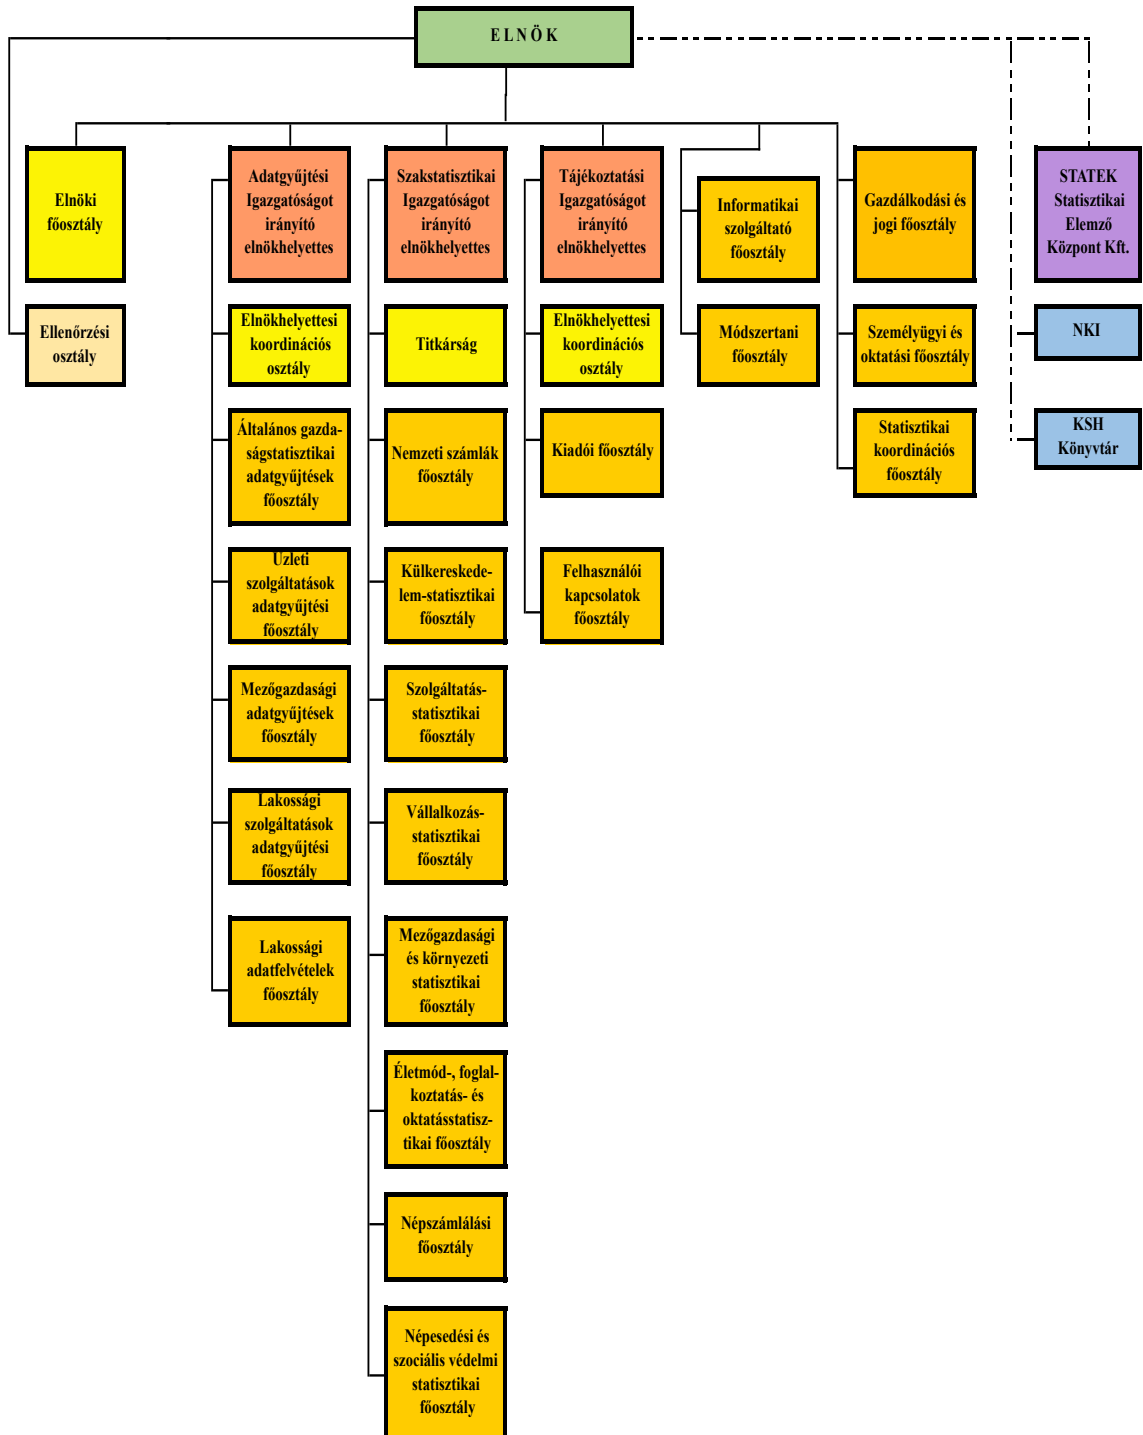 E L N Ö K
Elnöki
főosztály
Ellenőrzési
osztály
Adatgyűjtési
Igazgatóságot
irányító
elnökhelyettes
Elnökhelyettesi
koordinációs
osztály
Általános gazda-
ságstatisztikai
adatgyűjtések
főosztály
Üzleti
szolgáltatások
adatgyűjtési
főosztály
Mezőgazdasági
adatgyűjtések
főosztály
Lakossági
szolgáltatások
adatgyűjtési
főosztály
Lakossági
adatfelvételek
főosztály
Szakstatisztikai
Igazgatóságot
irányító
elnökhelyettes
Titkárság
Nemzeti számlák
főosztály
Külkereskede-
lem-statisztikai
főosztály
Szolgáltatás-
statisztikai
főosztály
Vállalkozás-
statisztikai
főosztály
Mezőgazdasági
és környezeti
statisztikai
főosztály
Életmód-, foglal-
koztatás- és
oktatásstatisz-
tikai főosztály
Népszámlálási
főosztály
Népesedési és
szociális védelmi
statisztikai
főosztály
Tájékoztatási
Igazgatóságot
irányító
elnökhelyettes
Elnökhelyettesi
koordinációs
osztály
Kiadói főosztály
Felhasználói
kapcsolatok
főosztály
Informatikai
szolgáltató
főosztály
Módszertani
főosztály
Gazdálkodási és
jogi főosztály
Személyügyi és
oktatási főosztály
Statisztikai
koordinációs
főosztály
STATEK
Statisztikai
Elemző
Központ Kft.
NKI
KSH
Könyvtár